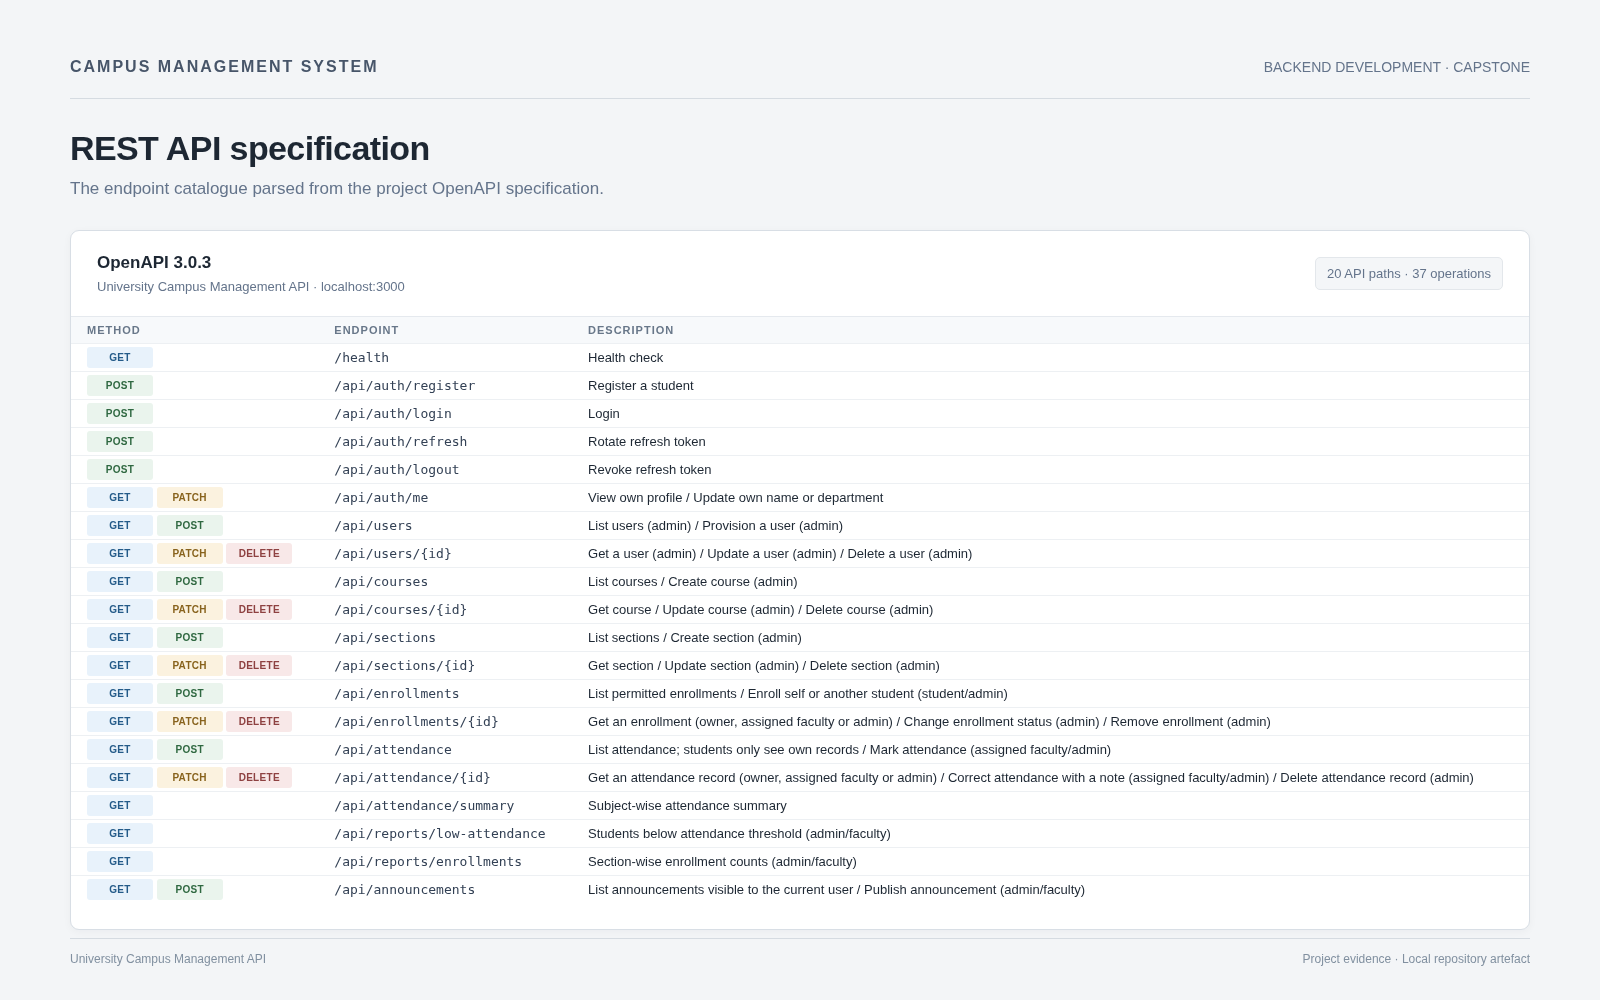 CAMPUS MANAGEMENT SYSTEM
BACKEND DEVELOPMENT · CAPSTONE
REST API specification
The endpoint catalogue parsed from the project OpenAPI specification.
OpenAPI 3.0.3
University Campus Management API · localhost:3000
20 API paths · 37 operations
METHOD ENDPOINT DESCRIPTION
GET /health Health check
POST /api/auth/register Register a student
POST /api/auth/login Login
POST /api/auth/refresh Rotate refresh token
POST /api/auth/logout Revoke refresh token
GET PATCH /api/auth/me View own profile / Update own name or department
GET POST /api/users List users (admin) / Provision a user (admin)
GET PATCH DELETE /api/users/{id} Get a user (admin) / Update a user (admin) / Delete a user (admin)
GET POST /api/courses List courses / Create course (admin)
GET PATCH DELETE /api/courses/{id} Get course / Update course (admin) / Delete course (admin)
GET POST /api/sections List sections / Create section (admin)
GET PATCH DELETE /api/sections/{id} Get section / Update section (admin) / Delete section (admin)
GET POST /api/enrollments List permitted enrollments / Enroll self or another student (student/admin)
GET PATCH DELETE /api/enrollments/{id} Get an enrollment (owner, assigned faculty or admin) / Change enrollment status (admin) / Remove enrollment (admin)
GET POST /api/attendance List attendance; students only see own records / Mark attendance (assigned faculty/admin)
GET PATCH DELETE /api/attendance/{id} Get an attendance record (owner, assigned faculty or admin) / Correct attendance with a note (assigned faculty/admin) / Delete attendance record (admin)
GET /api/attendance/summary Subject-wise attendance summary
GET /api/reports/low-attendance Students below attendance threshold (admin/faculty)
GET /api/reports/enrollments Section-wise enrollment counts (admin/faculty)
GET POST /api/announcements List announcements visible to the current user / Publish announcement (admin/faculty)
University Campus Management API
Project evidence · Local repository artefact